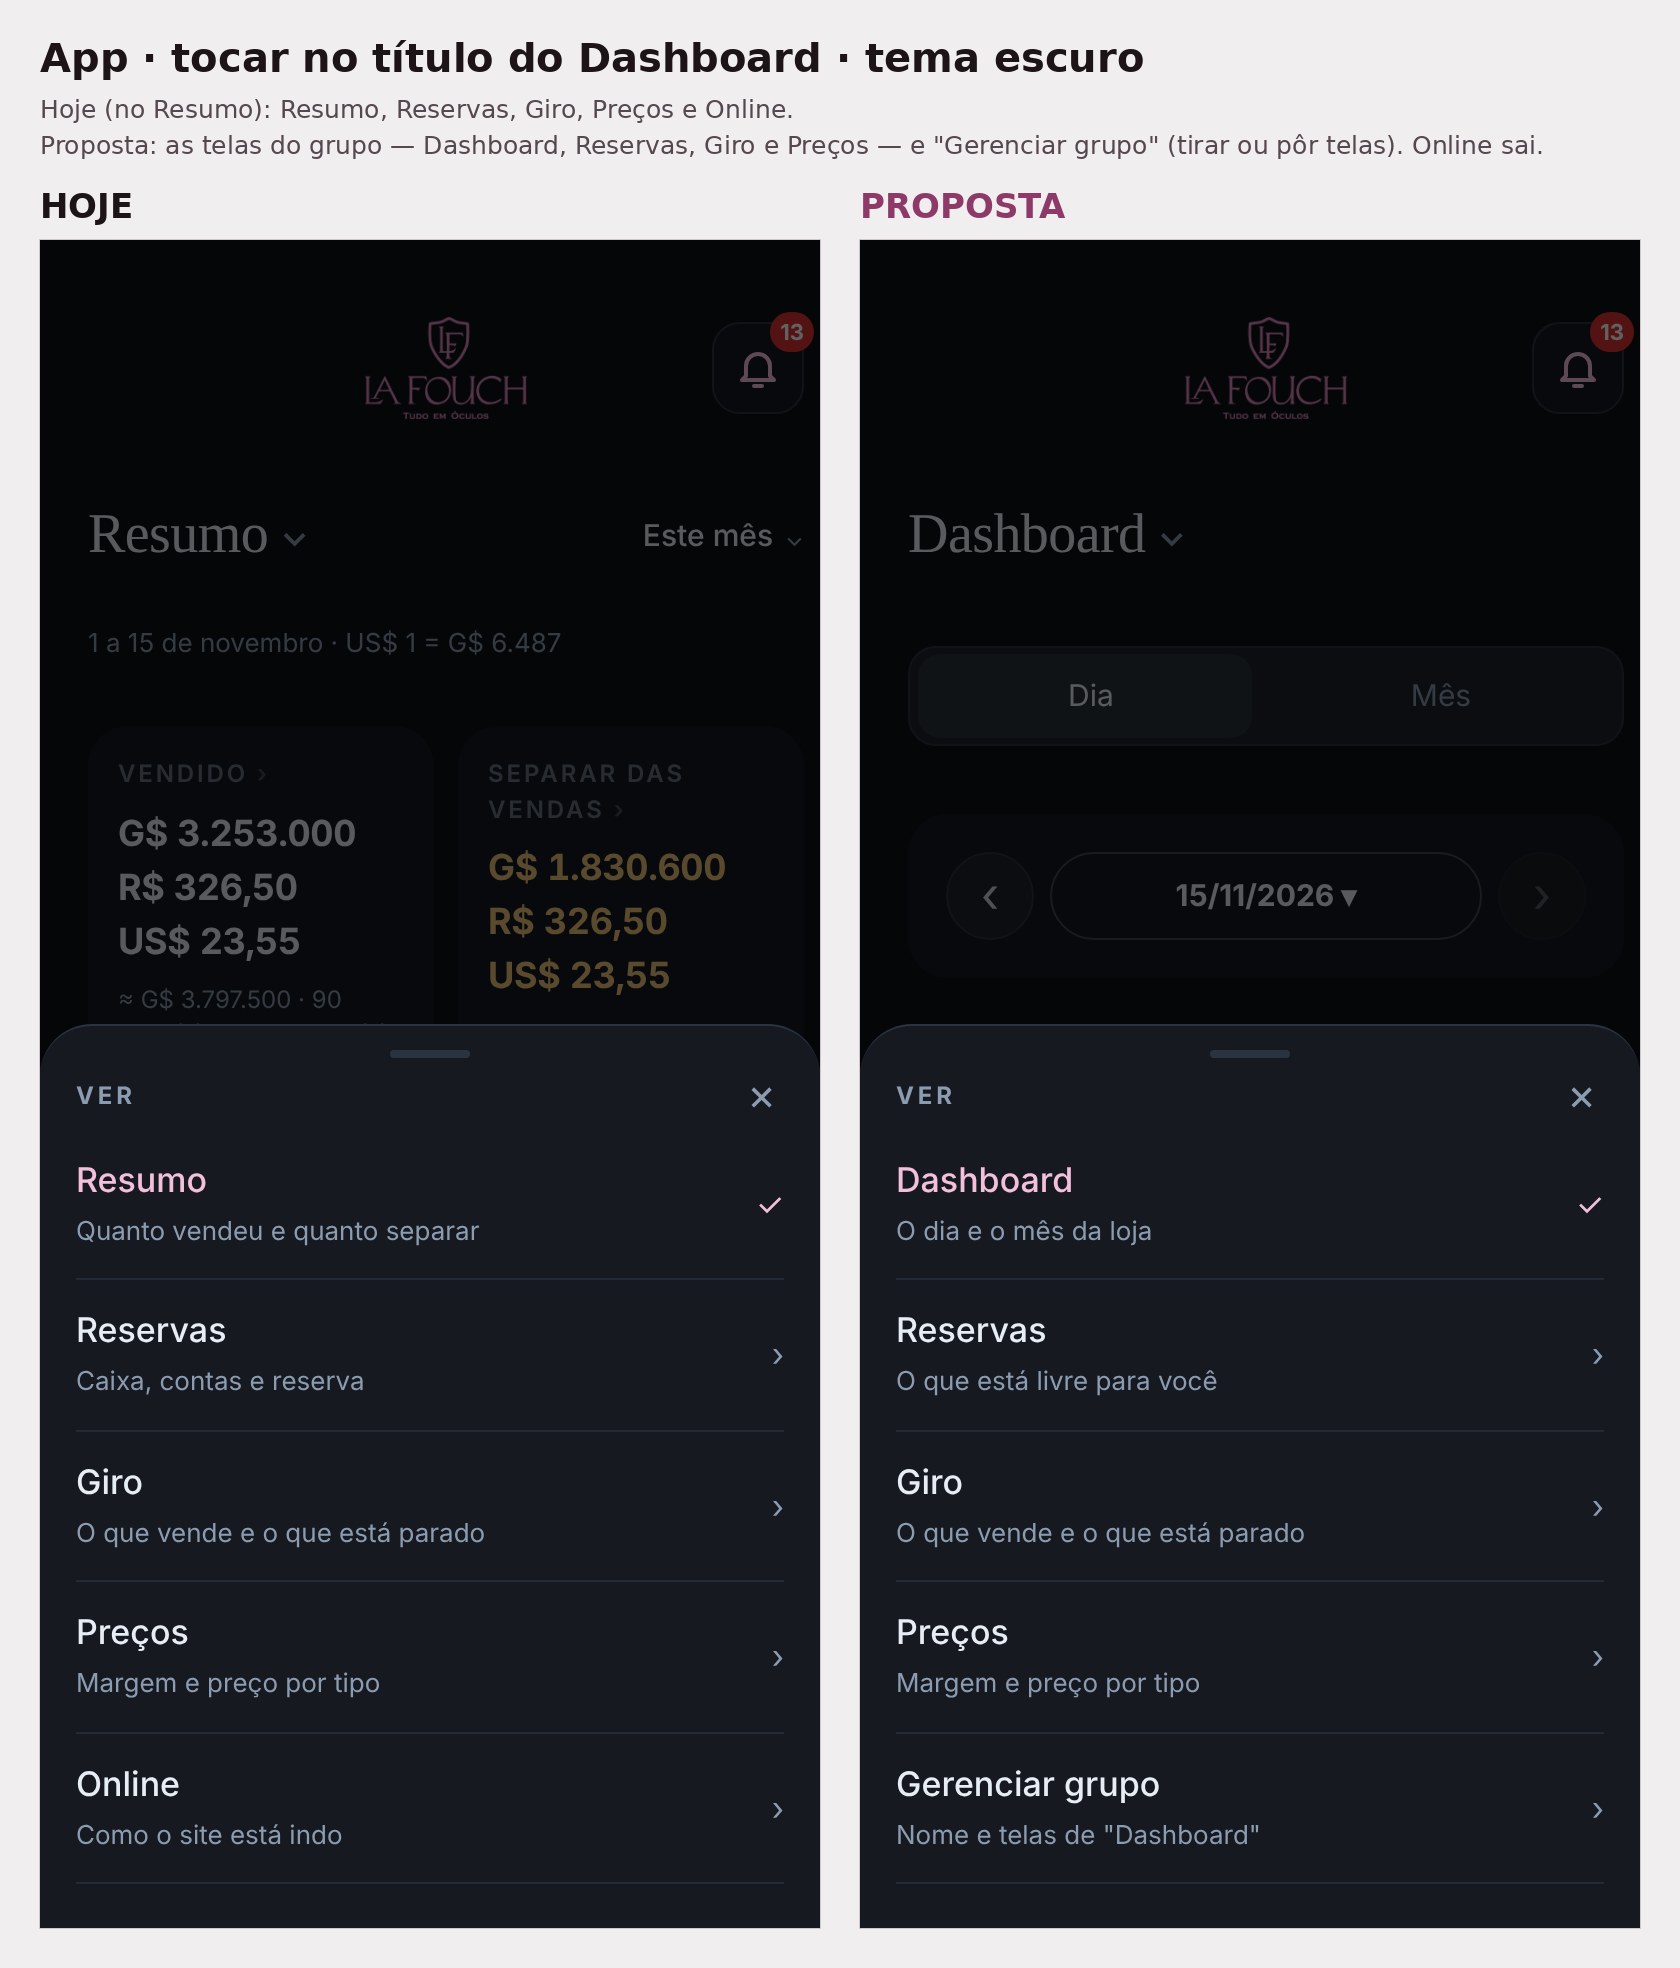 App · tocar no título do Dashboard · tema escuro
Hoje (no Resumo): Resumo, Reservas, Giro, Preços e Online.
Proposta: as telas do grupo — Dashboard, Reservas, Giro e Preços — e "Gerenciar grupo" (tirar ou pôr telas). Online sai.
HOJE
LF
LA FOUCH
Tudo em Óculos
13
Resumo
Este mês
1 a 15 de novembro · US$ 1 = G$ 6.487
VENDIDO ›
G$ 3.253.000
R$ 326,50
US$ 23,55
≈ G$ 3.797.500 · 90
SEPARAR DAS
VENDAS ›
G$ 1.830.600
R$ 326,50
US$ 23,55
VER
Resumo
Quanto vendeu e quanto separar
Reservas
Caixa, contas e reserva
Giro
O que vende e o que está parado
Preços
Margem e preço por tipo
Online
Como o site está indo
PROPOSTA
LF
LA FOUCH
Tudo em Óculos
13
Dashboard
Dia
Mês
15/11/2026 ▾
VER
Dashboard
O dia e o mês da loja
Reservas
O que está livre para você
Giro
O que vende e o que está parado
Preços
Margem e preço por tipo
Gerenciar grupo
Nome e telas de "Dashboard"